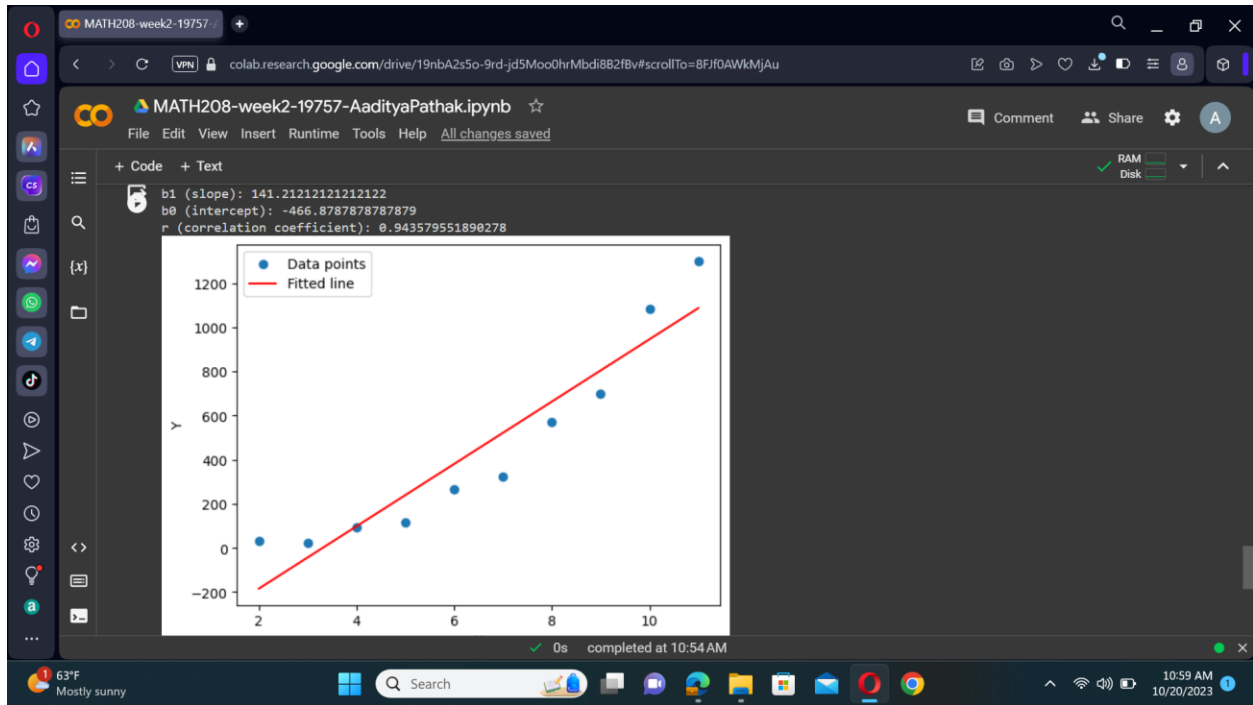 MATH208-week2-19757-
VPN colab.research.google.com/drive/19nbA2s5o-9rd-jd5Moo0hrMbdi8B2fBv#scrollTo=8FJf0AWkMjAu
MATH208-week2-19757-AadityaPathak.ipynb
Comment Share A
File Edit View Insert Runtime Tools Help All changes saved
+ Code + Text
RAM
Disk
b1 (slope): 141.21212121212122
b0 (intercept): -466.8787878787879
r (correlation coefficient): 0.943579551890278
{x}
Data points
Fitted line
1200
1000
800
600
400
200
0
−200
Y
2 4 6 8 10
0s completed at 10:54 AM
1
63°F
Mostly sunny
Search
10:59 AM
10/20/2023
1